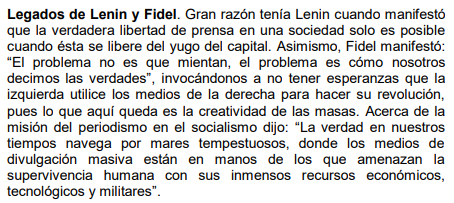 Legados de Lenin y Fidel. Gran razón tenía Lenin cuando manifestó
que la verdadera libertad de prensa en una sociedad solo es posible
cuando ésta se libere del yugo del capital. Asimismo, Fidel manifestó:
“El problema no es que mientan, el problema es cómo nosotros
decimos las verdades”, invocándonos a no tener esperanzas que la
izquierda utilice los medios de la derecha para hacer su revolución,
pues lo que aquí queda es la creatividad de las masas. Acerca de la
misión del periodismo en el socialismo dijo: “La verdad en nuestros
tiempos navega por mares tempestuosos, donde los medios de
divulgación masiva están en manos de los que amenazan la
supervivencia humana con sus inmensos recursos económicos,
tecnológicos y militares”.